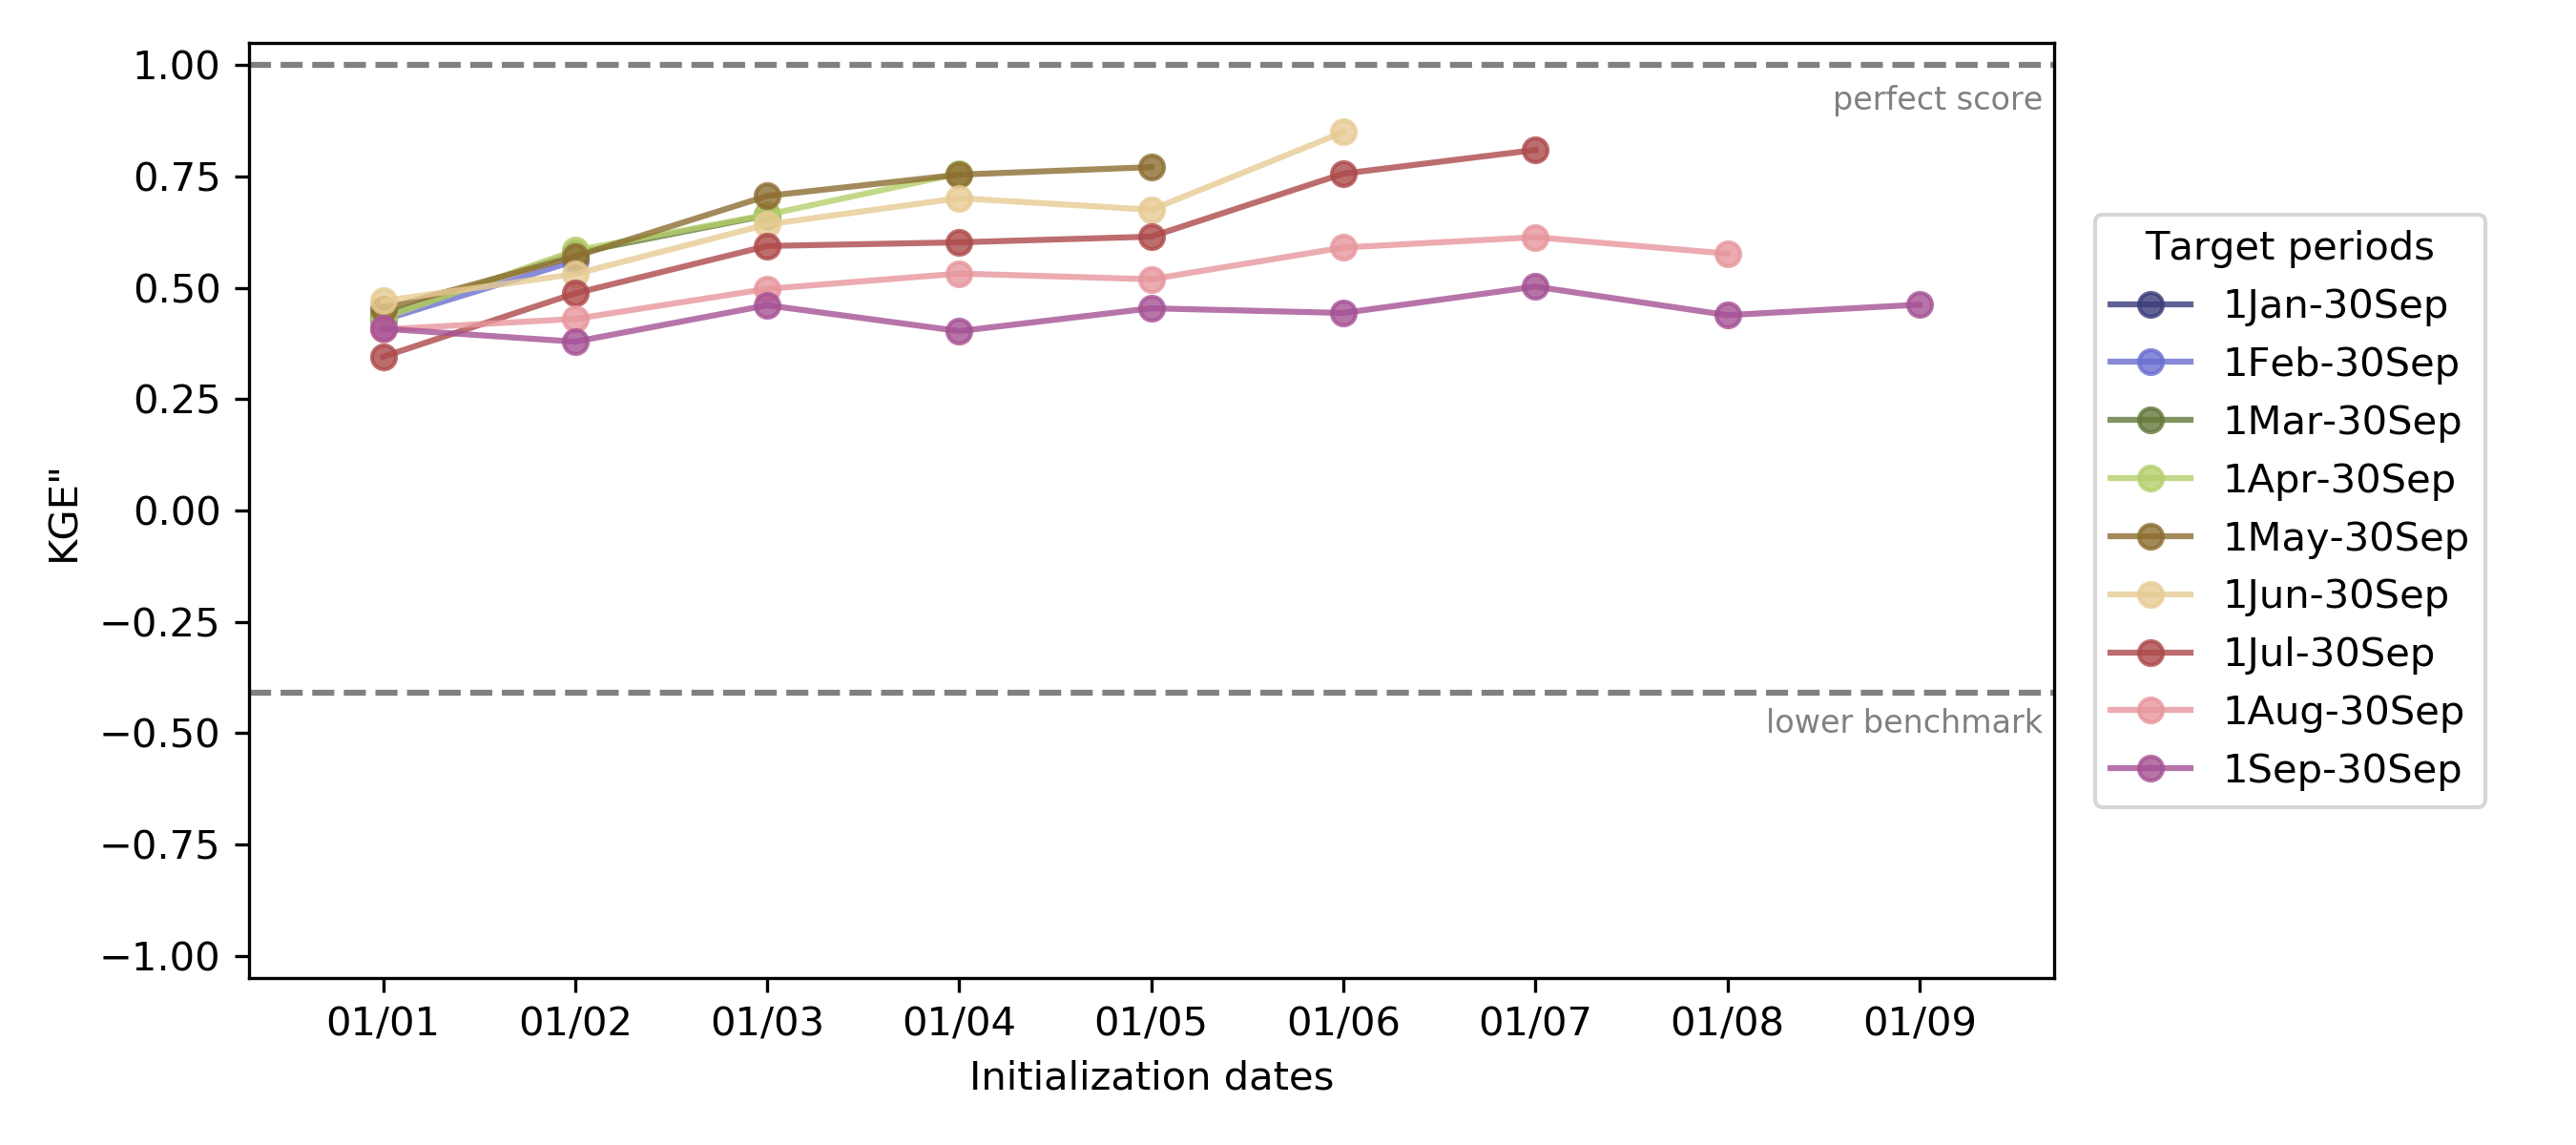 1.00
0.75
0.50
0.25
0.00
−0.25
−0.50
−0.75
−1.00
KGE"
perfect score
lower benchmark
01/01 01/02 01/03 01/04 01/05 01/06 01/07 01/08 01/09
Initialization dates
Target periods
1Jan-30Sep
1Feb-30Sep
1Mar-30Sep
1Apr-30Sep
1May-30Sep
1Jun-30Sep
1Jul-30Sep
1Aug-30Sep
1Sep-30Sep